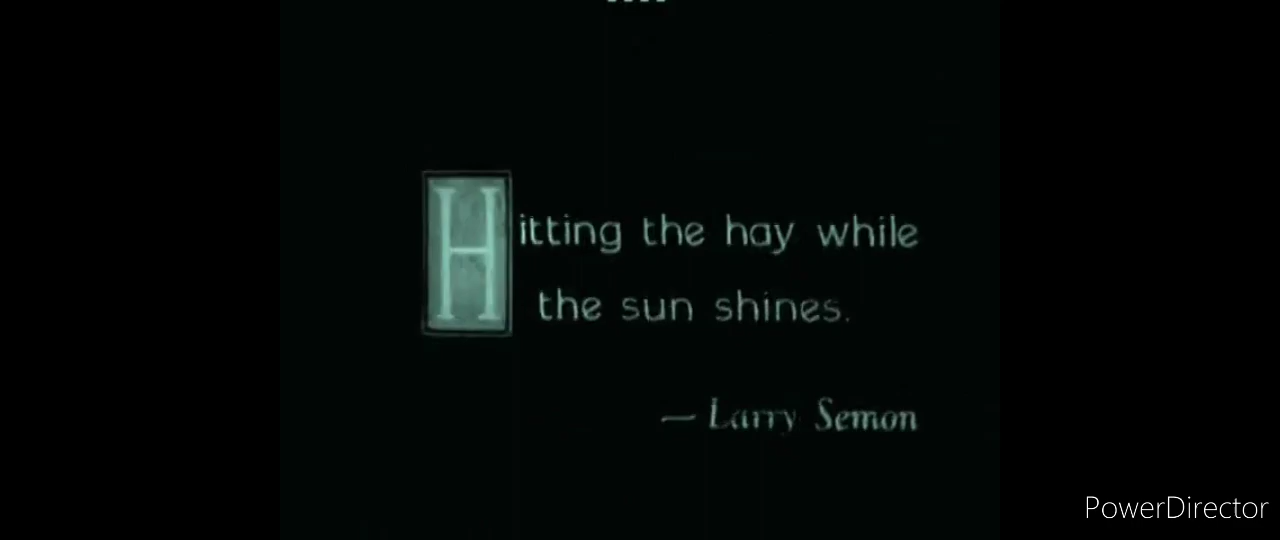 Hitting the hay while
the sun shines.
— Larry Semon
PowerDirector